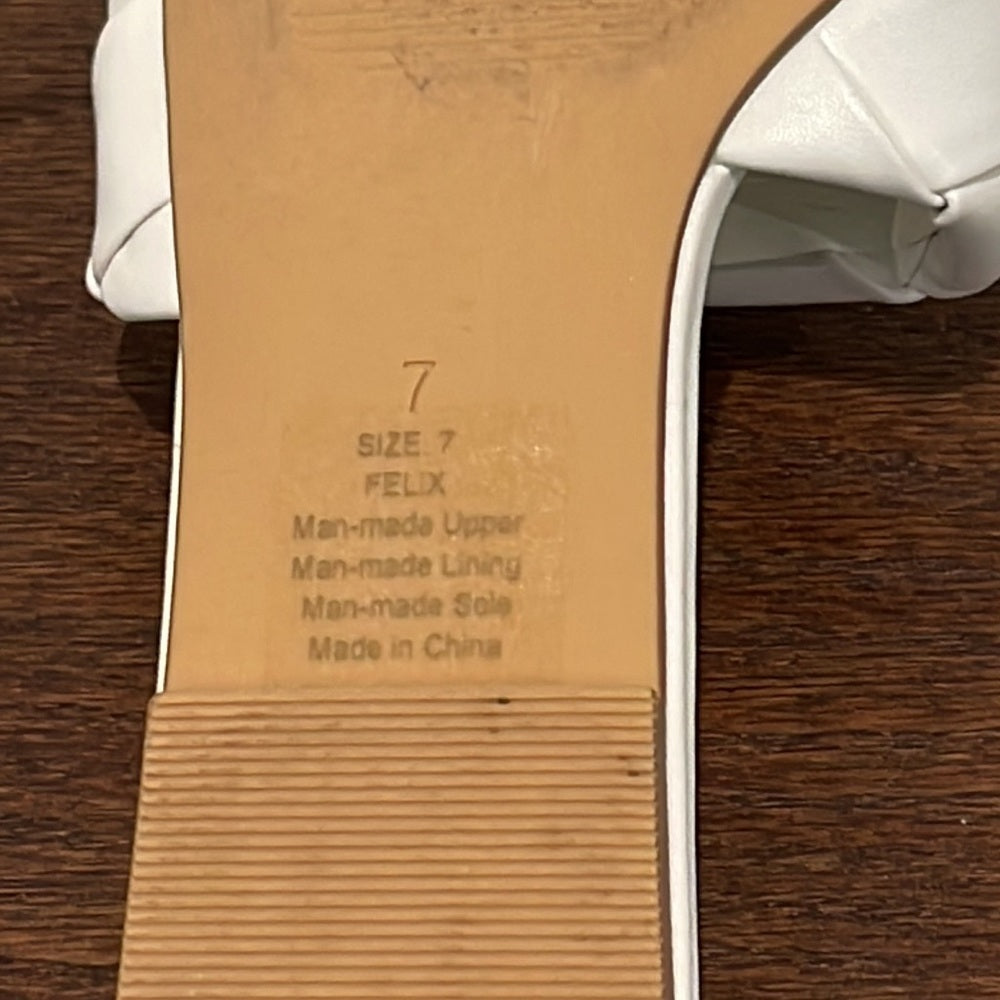 7
SIZE 7
FELIX
Man-made Upper
Man-made Lining
Man-made Sole
Made in China